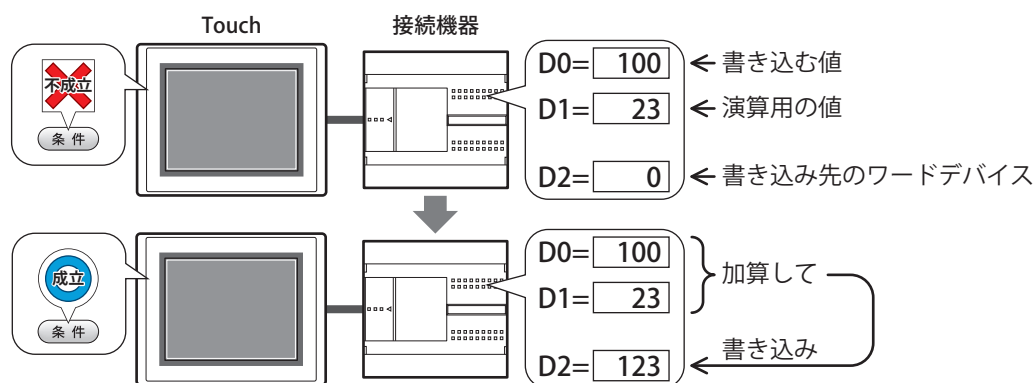 Touch
接続機器
不成立
条件
D0= 100
書き込む値
D1= 23
演算用の値
D2= 0
書き込み先のワードデバイス
成立
条件
D0= 100
D1= 23
加算して
D2= 123
書き込み